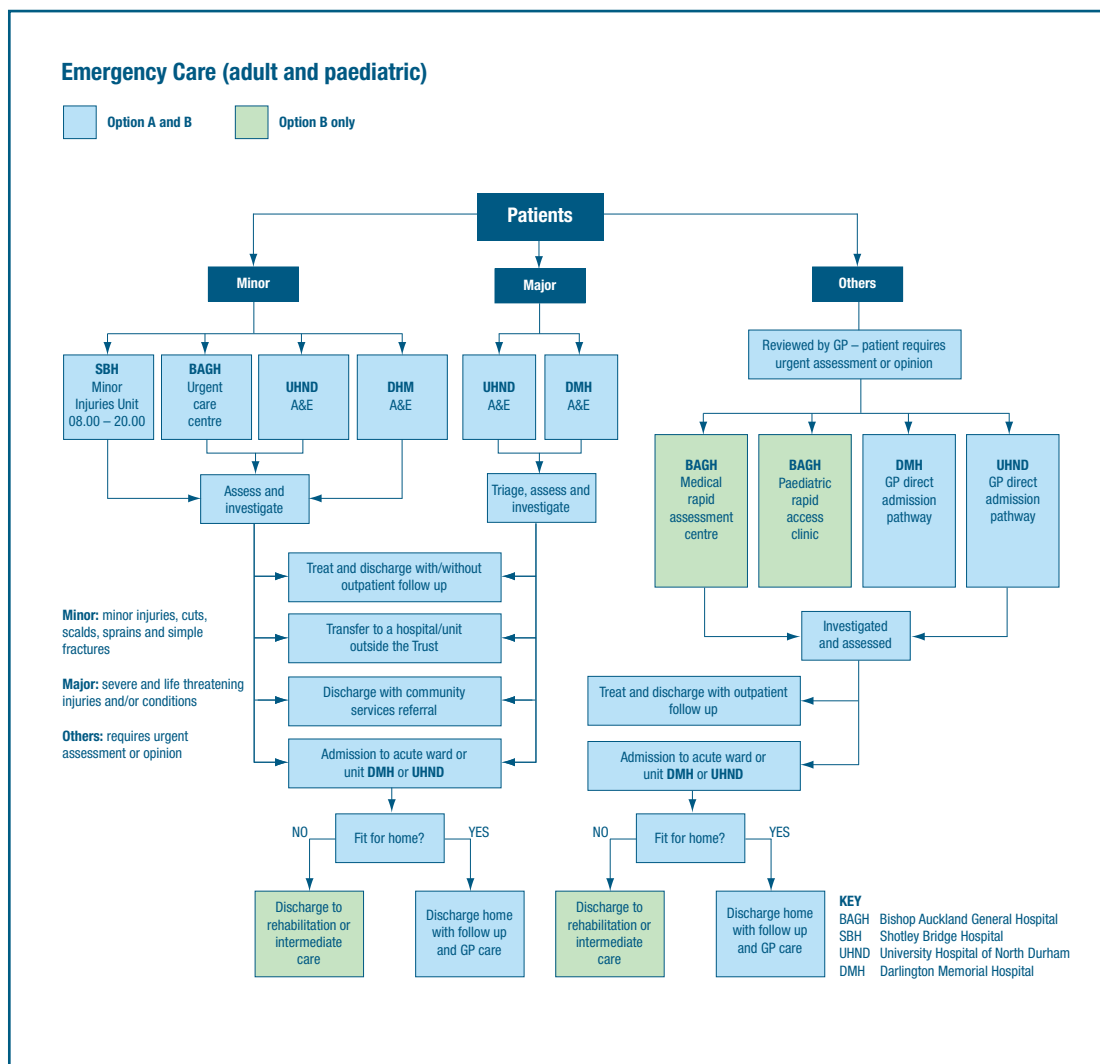 Emergency Care (adult and paediatric)
Option A and B
Option B only
Patients
Minor
Major
Others
SBH
Minor
Injuries Unit
08.00 – 20.00
BAGH
Urgent
care
centre
UHND
A&E
DHM
A&E
UHND
A&E
DMH
A&E
Reviewed by GP – patient requires
urgent assessment or opinion
BAGH
Medical
rapid
assessment
centre
BAGH
Paediatric
rapid
access
clinic
DMH
GP direct
admission
pathway
UHND
GP direct
admission
pathway
Assess and
investigate
Triage, assess and
investigate
Treat and discharge with/without
outpatient follow up
Transfer to a hospital/unit
outside the Trust
Discharge with community
services referral
Admission to acute ward or
unit DMH or UHND
Minor: minor injuries, cuts,
scalds, sprains and simple
fractures
Major: severe and life threatening
injuries and/or conditions
Others: requires urgent
assessment or opinion
Investigated
and assessed
Treat and discharge with outpatient
follow up
Admission to acute ward or
unit DMH or UHND
NO
Fit for home?
YES
Discharge to
rehabilitation or
intermediate
care
Discharge home
with follow up
and GP care
NO
Fit for home?
YES
Discharge to
rehabilitation or
intermediate
care
Discharge home
with follow up
and GP care
KEY
BAGH Bishop Auckland General Hospital
SBH Shotley Bridge Hospital
UHND University Hospital of North Durham
DMH Darlington Memorial Hospital